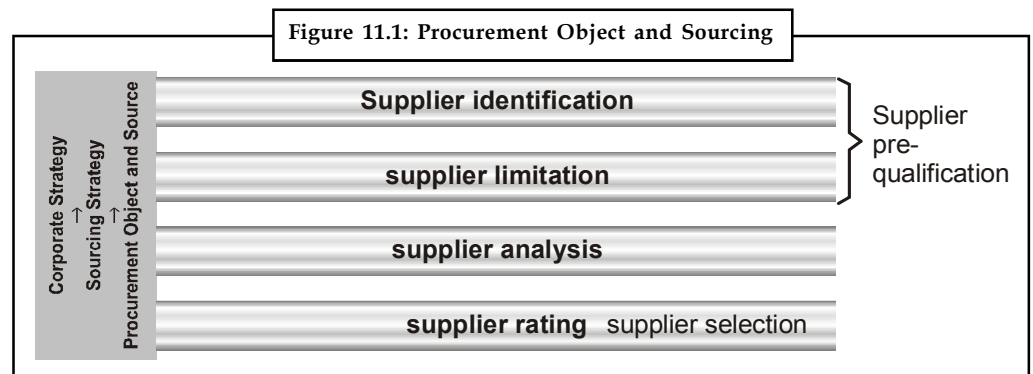 Figure 11.1: Procurement Object and Sourcing
Corporate Strategy
→
Sourcing Strategy
→
Procurement Object and Source
Supplier identification
supplier limitation
supplier analysis
supplier rating supplier selection
Supplier
pre-
qualification